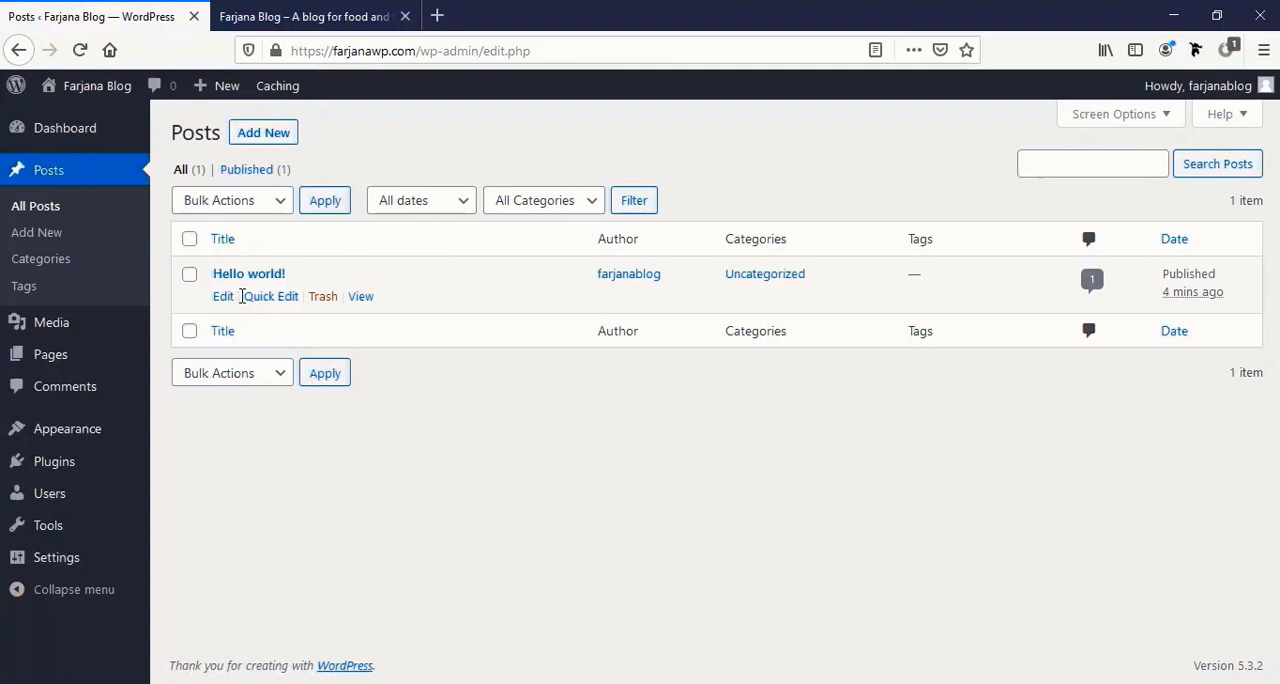 Posts ‹ Farjana Blog — WordPress
Farjana Blog – A blog for food and
https://farjanawp.com/wp-admin/edit.php
1
Farjana Blog
0
New
Caching
Howdy, farjanablog
Dashboard
Posts
All Posts
Add New
Categories
Tags
Media
Pages
Comments
Appearance
Plugins
Users
Tools
Settings
Collapse menu
Screen Options
Help
Posts
Add New
All (1) | Published (1)
Search Posts
Bulk Actions
Apply
All dates
All Categories
Filter
1 item
Title
Author
Categories
Tags
Date
Hello world!
farjanablog
Uncategorized
—
1
Published
4 mins ago
Edit | Quick Edit | Trash | View
Title
Author
Categories
Tags
Date
Bulk Actions
Apply
1 item
Thank you for creating with WordPress.
Version 5.3.2